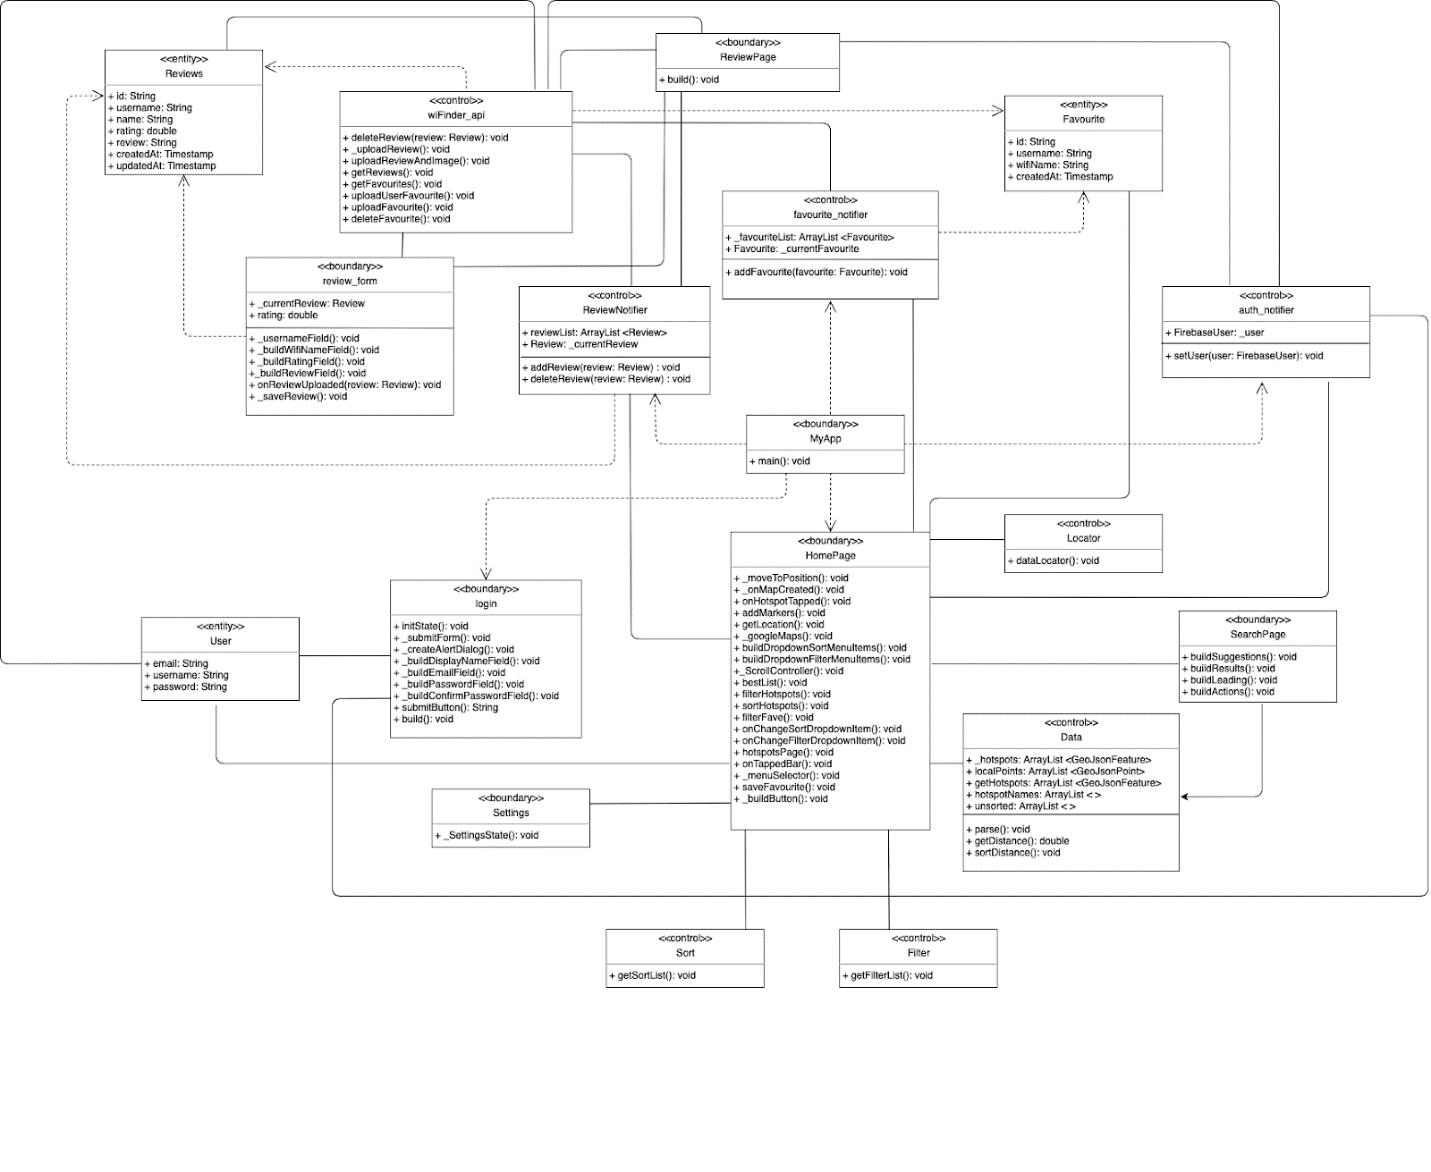 <<entity>>
Reviews
+ id: String
+ username: String
+ name: String
+ rating: double
+ review: String
+ createdAt: Timestamp
+ updatedAt: Timestamp
<<control>>
wiFinder_api
+ deleteReview(review: Review): void
+ _uploadReview(): void
+ uploadReviewAndImage(): void
+ getReviews(): void
+ getFavourites(): void
+ uploadUserFavourite(): void
+ uploadFavourite(): void
+ deleteFavourite(): void
<<boundary>>
ReviewPage
+ build(): void
<<entity>>
Favourite
+ id: String
+ username: String
+ wifiName: String
+ createdAt: Timestamp
<<control>>
favourite_notifier
+ _favouriteList: ArrayList <Favourite>
+ Favourite: _currentFavourite
+ addFavourite(favourite: Favourite): void
<<boundary>>
review_form
+ _currentReview: Review
+ rating: double
+ _usernameField(): void
+ _buildWifiNameField(): void
+ _buildRatingField(): void
+ _buildReviewField(): void
+ onReviewUploaded(review: Review): void
+ _saveReview(): void
<<control>>
ReviewNotifier
+ reviewList: ArrayList <Review>
+ Review: _currentReview
+ addReview(review: Review) : void
+ deleteReview(review: Review) : void
<<control>>
auth_notifier
+ FirebaseUser: _user
+ setUser(user: FirebaseUser): void
<<boundary>>
MyApp
+ main(): void
<<control>>
Locator
+ dataLocator(): void
<<boundary>>
HomePage
+ _moveToPosition(): void
+ _onMapCreated(): void
+ onHotspotTapped(): void
+ addMarkers(): void
+ getLocation(): void
+ _googleMaps(): void
+ buildDropdownSortMenuItems(): void
+ buildDropdownFilterMenuItems(): void
+_ScrollController(): void
+ bestList(): void
+ filterHotspots(): void
+ sortHotspots(): void
+ filterFave(): void
+ onChangeSortDropdownItem(): void
+ onChangeFilterDropdownItem(): void
+ hotspotsPage(): void
+ onTappedBar(): void
+ _menuSelector(): void
+ saveFavourite(): void
+ _buildButton(): void
<<boundary>>
login
+ initState(): void
+ _submitForm(): void
+ _createAlertDialog(): void
+ _buildDisplayNameField(): void
+ _buildEmailField(): void
+ _buildPasswordField(): void
+ _buildConfirmPasswordField(): void
+ submitButton(): String
+ build(): void
<<entity>>
User
+ email: String
+ username: String
+ password: String
<<boundary>>
SearchPage
+ buildSuggestions(): void
+ buildResults(): void
+ buildLeading(): void
+ buildActions(): void
<<control>>
Data
+ _hotspots: ArrayList <GeoJsonFeature>
+ localPoints: ArrayList <GeoJsonPoint>
+ getHotspots: ArrayList <GeoJsonFeature>
+ hotspotNames: ArrayList < >
+ unsorted: ArrayList < >
+ parse(): void
+ getDistance(): double
+ sortDistance(): void
<<boundary>>
Settings
+ _SettingsState(): void
<<control>>
Sort
+ getSortList(): void
<<control>>
Filter
+ getFilterList(): void